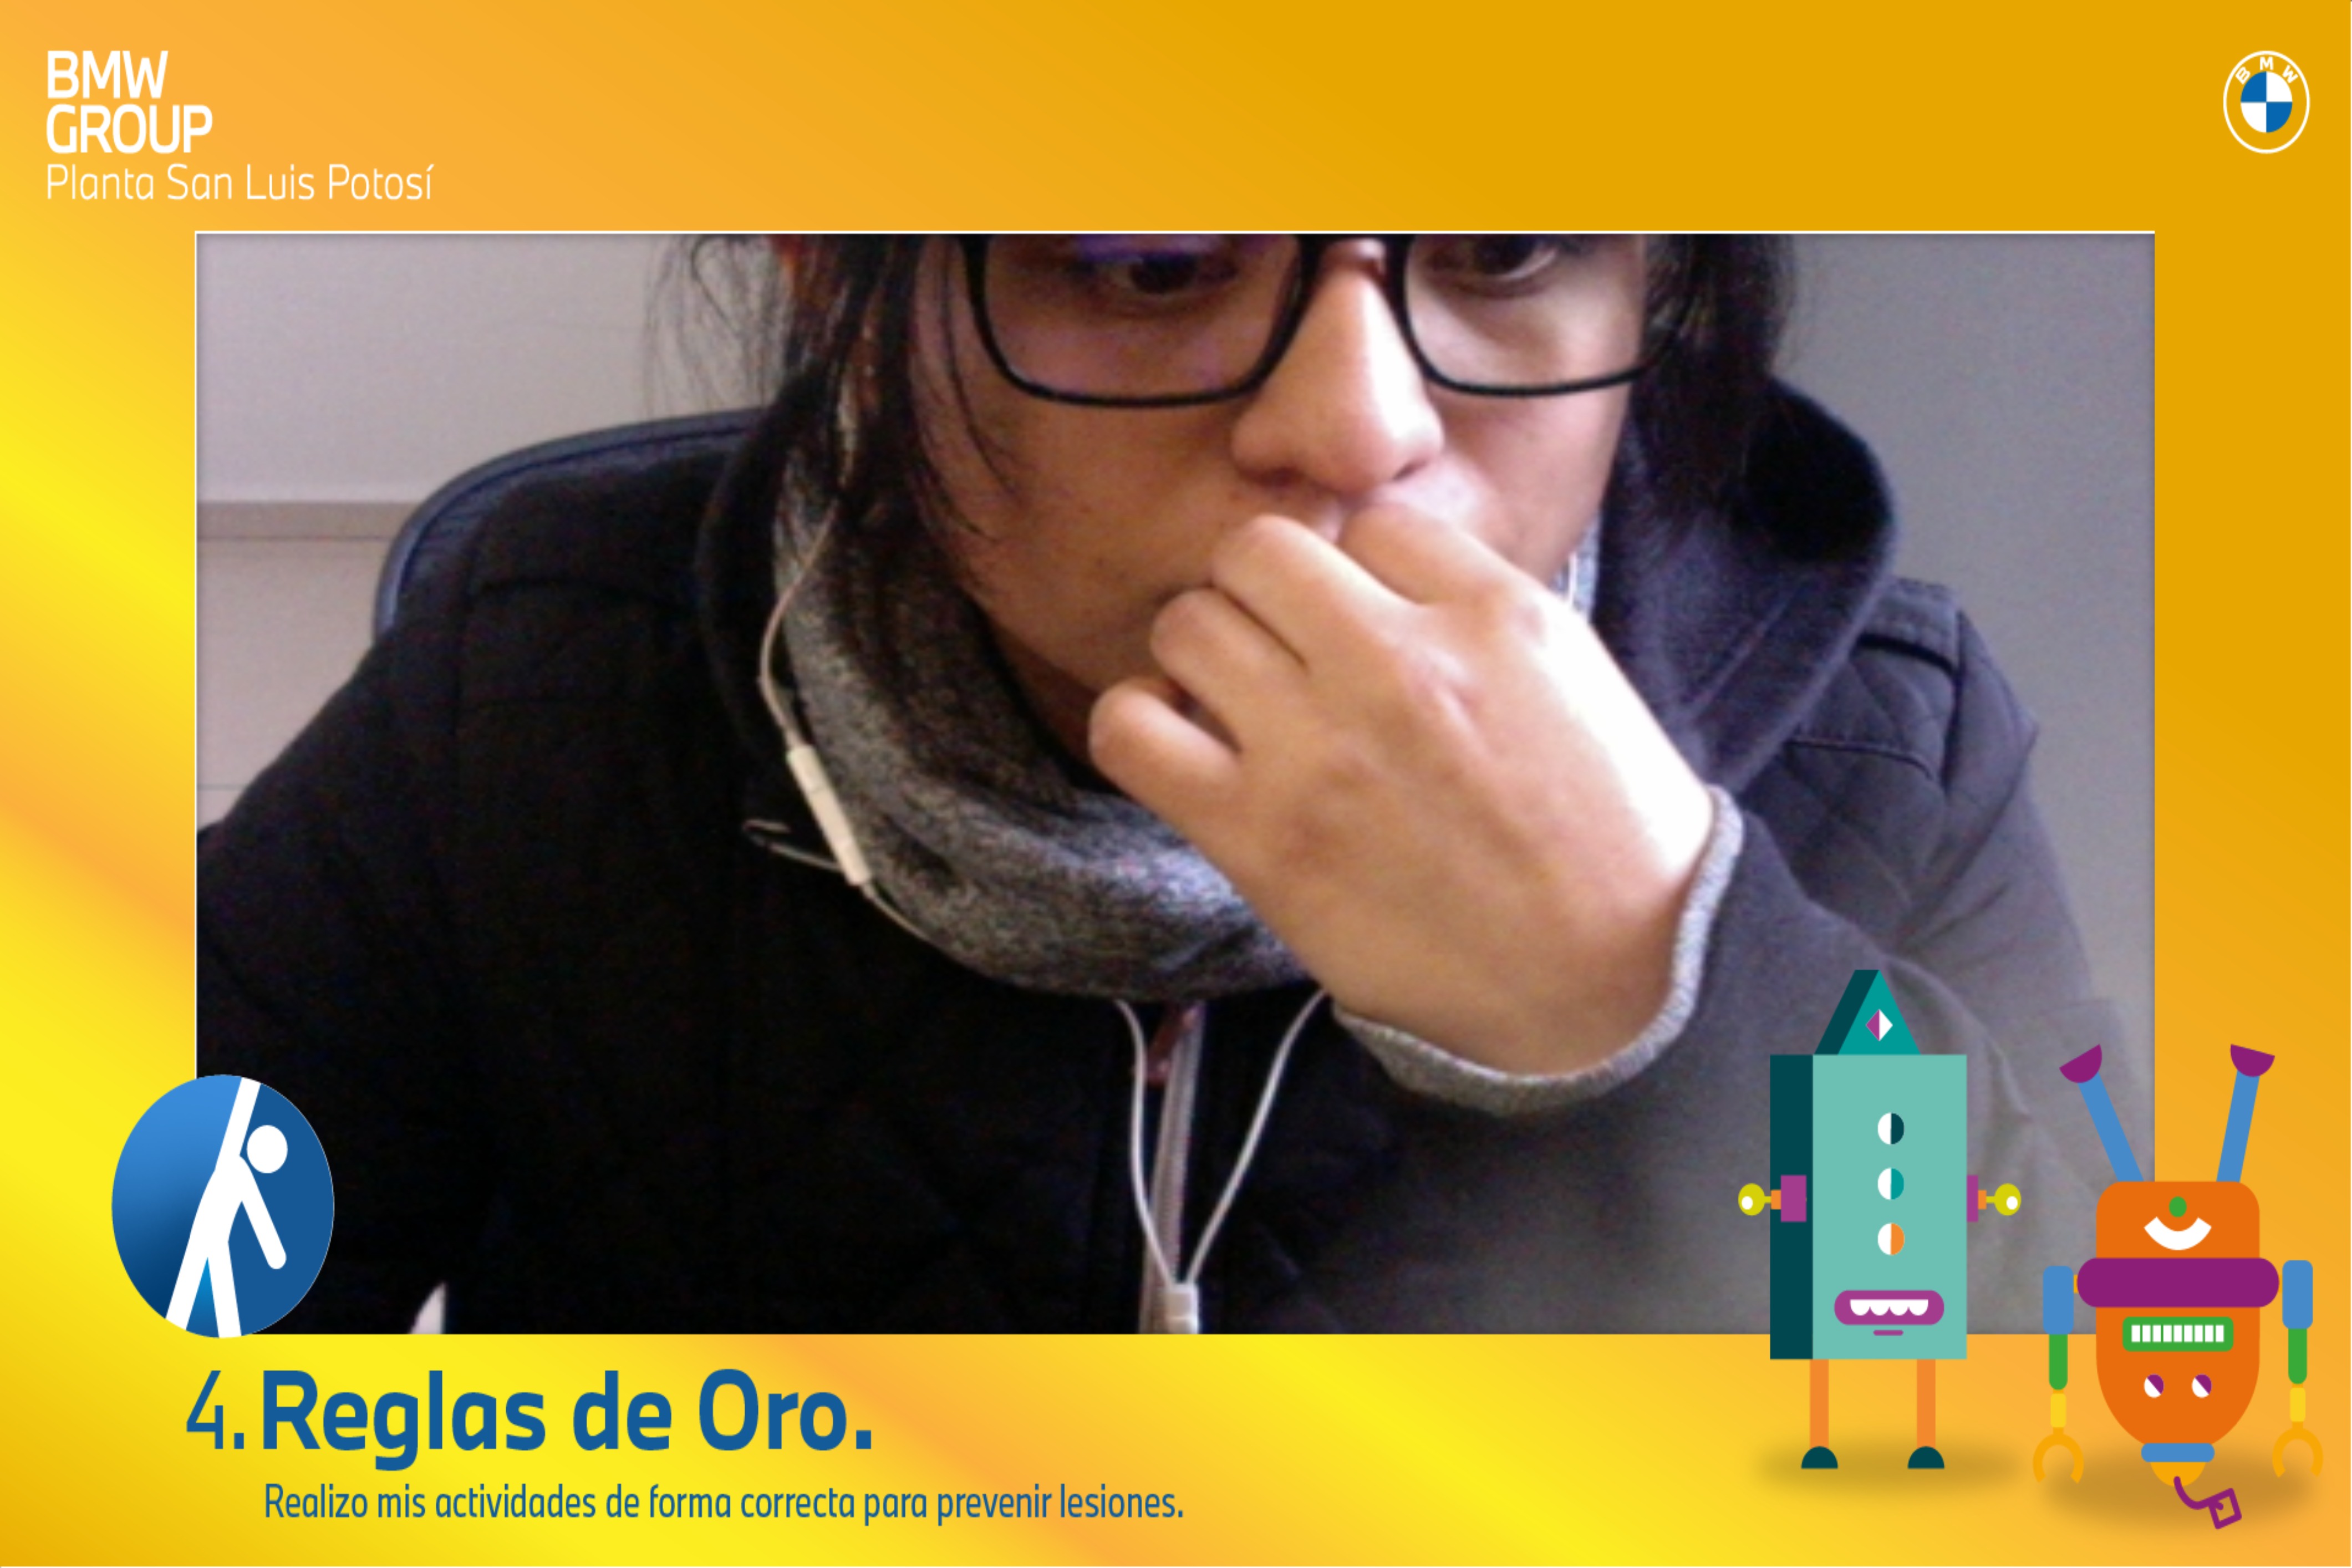 BMW
GROUP
Planta San Luis Potosí
BMW
4. Reglas de Oro.
Realizo mis actividades de forma correcta para prevenir lesiones.